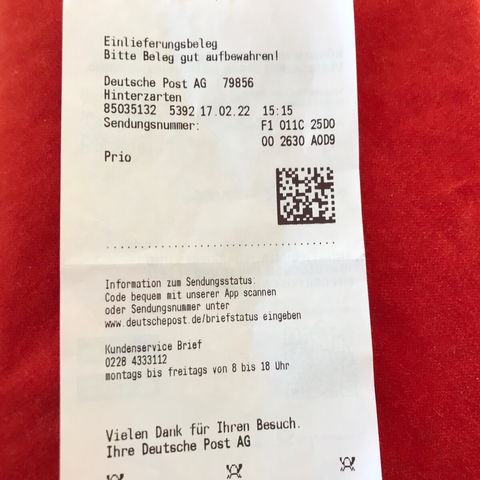 Einlieferungsbeleg
Bitte Beleg gut aufbewahren!
Deutsche Post AG 79856
Hinterzarten
85035132 5392 17.02.22 15:15
Sendungsnummer: F1 011C 25D0
00 2630 A0D9
Prio
Information zum Sendungsstatus:
Code bequem mit unserer App scannen
oder Sendungsnummer unter
www.deutschepost.de/briefstatus eingeben
Kundenservice Brief
0228 4333112
montags bis freitags von 8 bis 18 Uhr
Vielen Dank für Ihren Besuch.
Ihre Deutsche Post AG